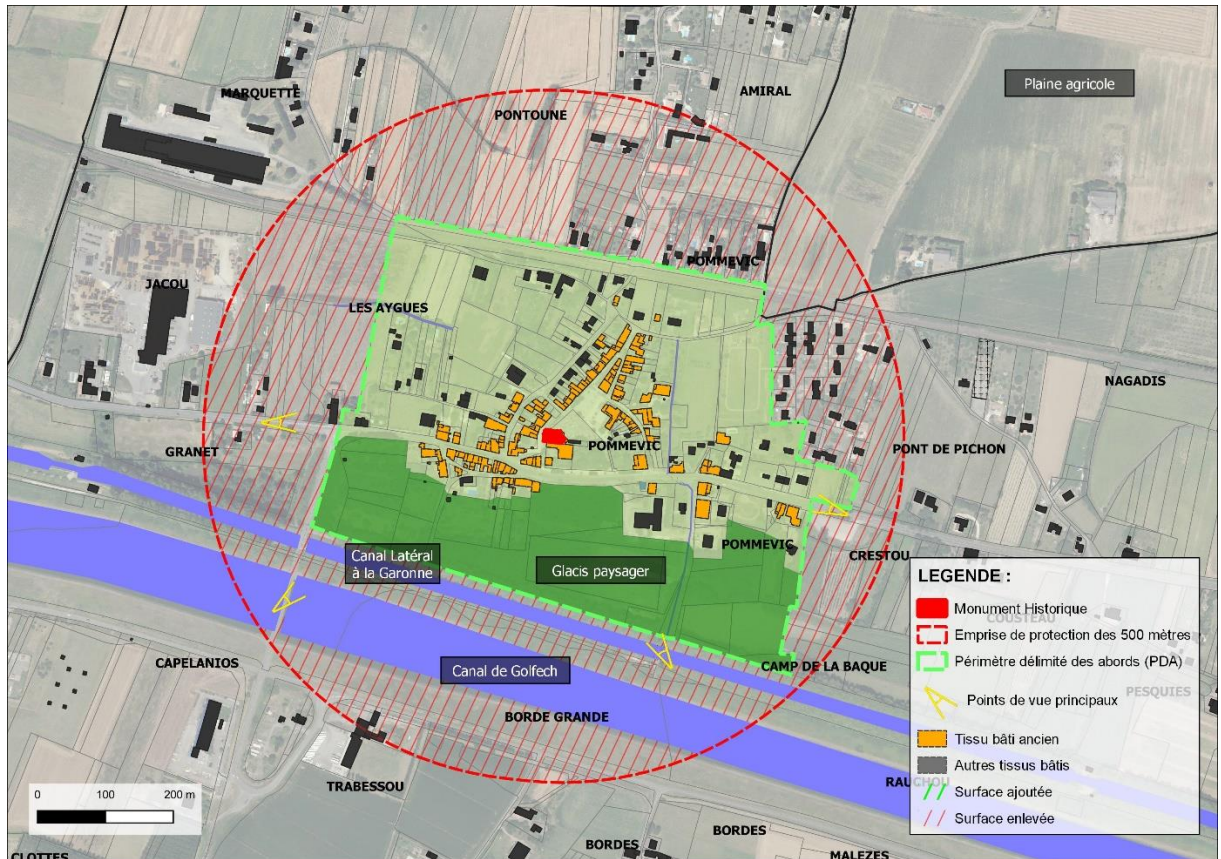 AMIRAL
Plaine agricole
MARQUETTE
PONTOUNE
POMMEVIC
JACOU
LES AYGUES
NAGADIS
POMMEVIC
PONT DE PICHON
GRANET
POMMEVIC
CRESTOU
Canal Latéral
à la Garonne
Glacis paysager
CAPELANIOS
Canal de Golfech
CAMP DE LA BAQUE
BORDE GRANDE
TRABESSOU
RAUCHOU
BORDES
BORDES
MALEZES
CLOTTES
0 100 200 m
LEGENDE :
Monument Historique
COUSTEAU
Emprise de protection des 500 mètres
Périmètre délimité des abords (PDA)
PESQUIES
Points de vue principaux
Tissu bâti ancien
Autres tissus bâtis
Surface ajoutée
Surface enlevée